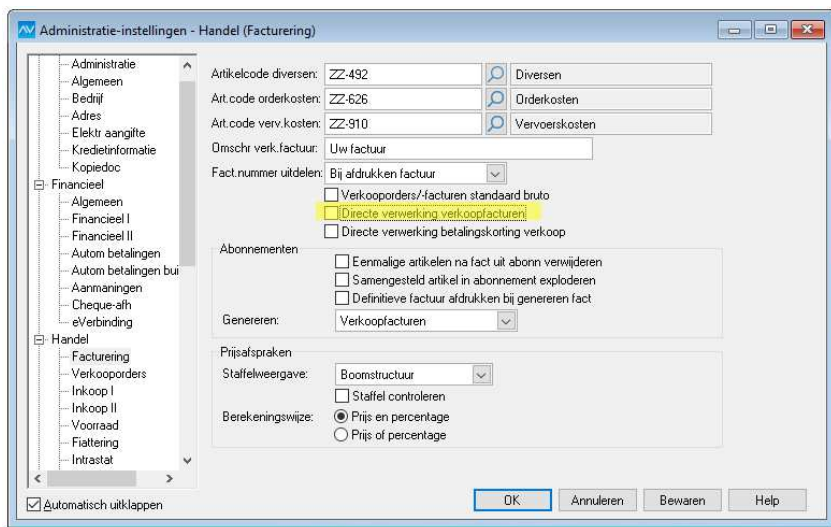 Administratie-instellingen - Handel (Facturering)
Administratie
Algemeen
Bedrijf
Adres
Elektr aangifte
Kredietinformatie
Kopiedoc
Financieel
Algemeen
Financieel I
Financieel II
Autom betalingen
Autom betalingen bui
Aanmaningen
Cheque-afh
eVerbinding
Handel
Facturering
Verkooporders
Inkoop I
Inkoop II
Voorraad
Fiattering
Intrastat
Automatisch uitklappen
Artikelcode diversen: ZZ-492 Diversen
Art.code orderkosten: ZZ-626 Orderkosten
Art.code verv.kosten: ZZ-910 Vervoerskosten
Omschr verk.factuur: Uw factuur
Fact.nummer uitdelen: Bij afdrukken factuur
Verkooporders/-facturen standaard bruto
Directe verwerking verkoopfacturen
Directe verwerking betalingskorting verkoop
Abonnementen
Eenmalige artikelen na fact uit abonn verwijderen
Samengesteld artikel in abonnement exploderen
Definitieve factuur afdrukken bij genereren fact
Genereren: Verkoopfacturen
Prijsafspraken
Staffelweergave: Boomstructuur
Staffel controleren
Berekeningswijze: Prijs en percentage
Prijs of percentage
OK Annuleren Bewaren Help